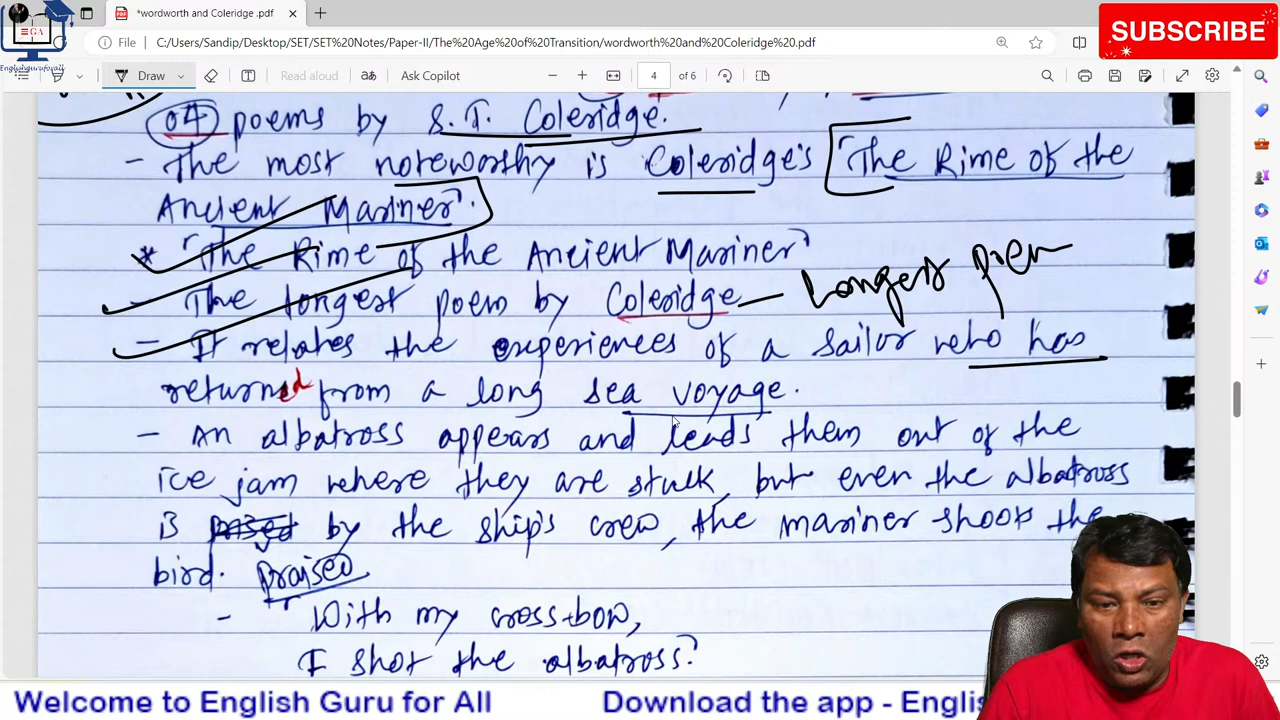 *wordworth and Coleridge .pdf
SUBSCRIBE
File
C:/Users/Sandip/Desktop/SET/SET%20Notes/Paper-II/The%20Age%20of%20Transition/wordworth%20and%20Coleridge%20.pdf
EGA
Englishguruforall
Draw
Read aloud
Ask Copilot
4 of 6
04 poems by S.T. Coleridge.
- The most noteworthy is Coleridge's "The Rime of the
Ancient Mariner".
* "The Rime of the Ancient Mariner"
- The longest poem by Coleridge — Longest Poem
- It relates the experiences of a sailor who has
returned from a long sea voyage.
- An albatross appears and leads them out of the
ice jam where they are stuck, but even the albatross
is by the ship's crew, the mariner shoots the
bird. praised
- "With my cross-bow,
I shot the albatross."
Welcome to English Guru for All
Download the app - English